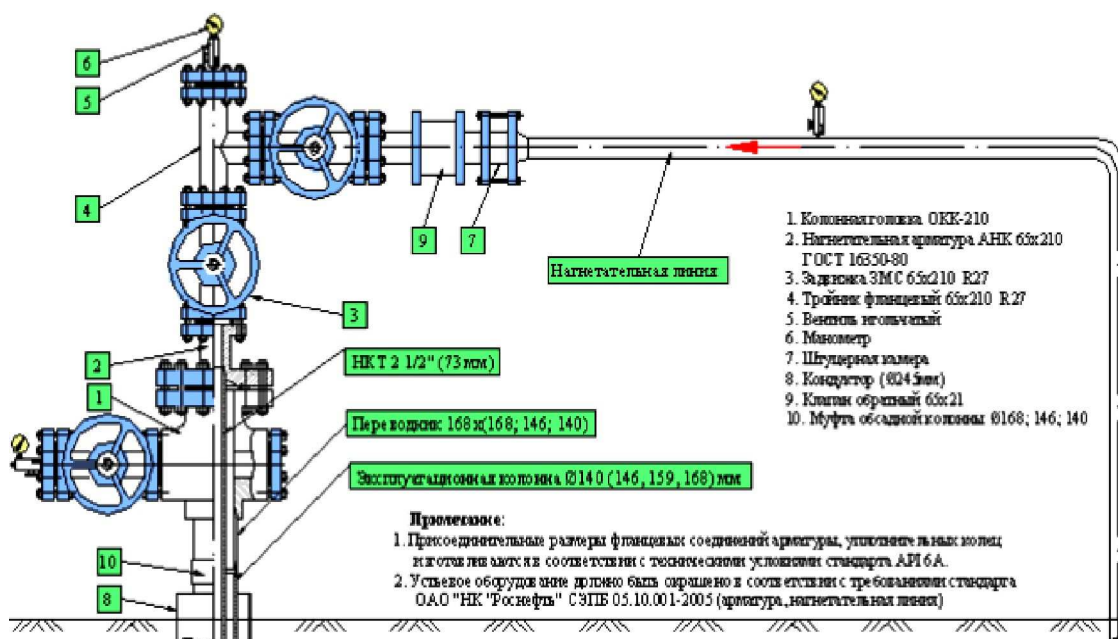 6
5
4
9
7
Нагнетательная линия
3
2
НКТ 2 1/2" (73 мм)
1
Переводник 168x(168; 146; 140)
Эксплуатационная колонна Ø140 (146, 159, 168) мм
10
8
1. Колонная головка ОКК-210
2. Нагнетательная арматура АНК 65x210
ГОСТ 16350-80
3. Задвижка ЗМС 65x210 R27
4. Тройник фланцевый 65x210 R27
5. Вентиль игольчатый
6. Манометр
7. Штуцерная камера
8. Кондуктор (Ø245мм)
9. Клапан обратный 65x21
10. Муфта обсадной колонны Ø168; 146; 140
Примечание:
1. Присоединительные размеры фланцевых соединений арматуры, уплотнительных колец
изготавливаются в соответствии с техническими условиями стандарта API 6A.
2. Устьевое оборудование должно быть окрашено в соответствии с требованиями стандарта
ОАО "НК "Роснефть" СЭПБ 05.10.001-2005 (арматура, нагнетательная линия)